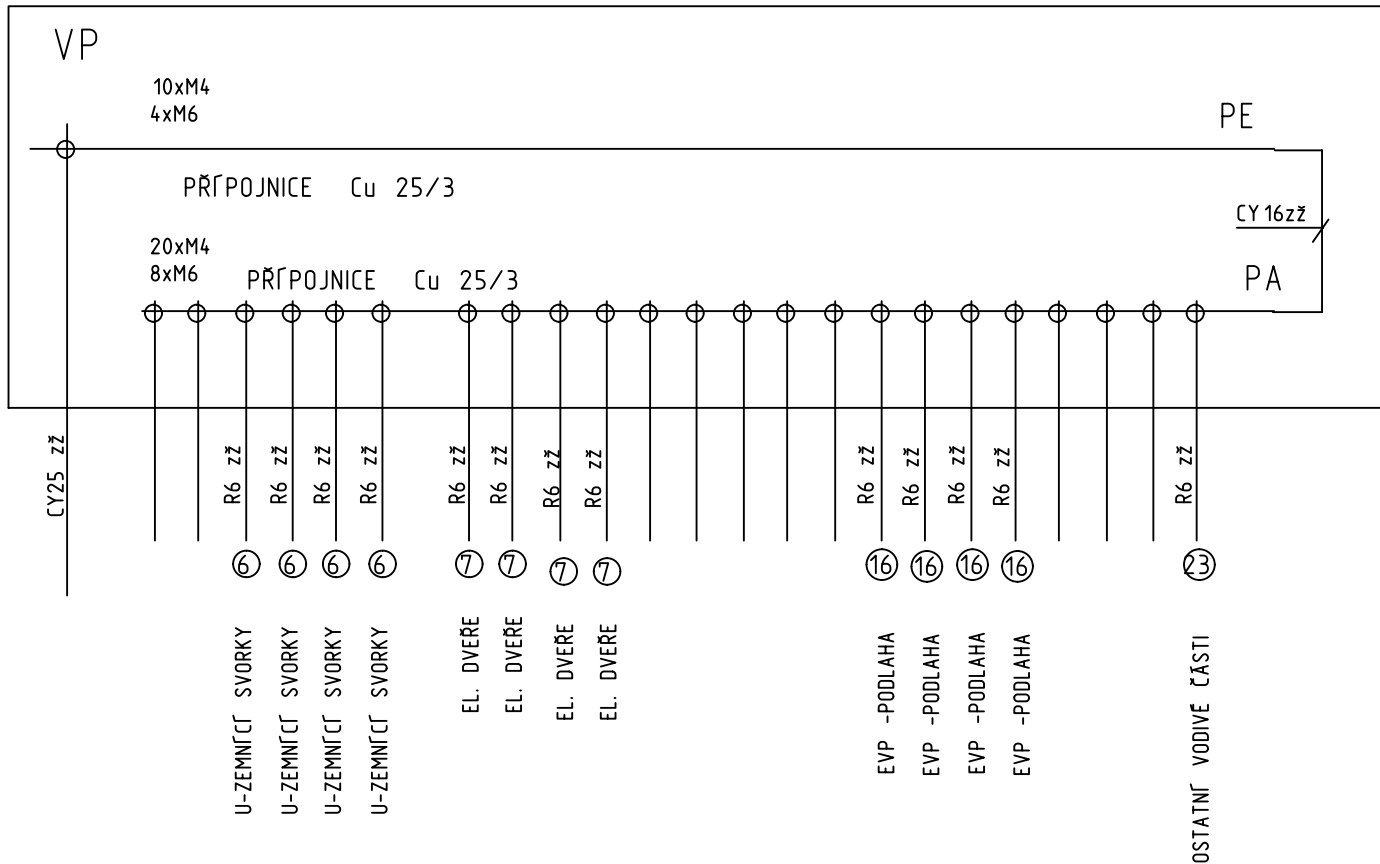 VP
10xM4
4xM6
PE
PŘÍPOJNICE Cu 25/3
CY 16zž
20xM4
8xM6
PŘÍPOJNICE Cu 25/3
PA
CY25 zž
R6 zž
R6 zž
R6 zž
R6 zž
R6 zž
R6 zž
R6 zž
R6 zž
R6 zž
R6 zž
R6 zž
R6 zž
R6 zž
6
6
6
6
7
7
7
7
16
16
16
16
23
U-ZEMNÍCÍ SVORKY
U-ZEMNÍCÍ SVORKY
U-ZEMNÍCÍ SVORKY
U-ZEMNÍCÍ SVORKY
EL. DVEŘE
EL. DVEŘE
EL. DVEŘE
EL. DVEŘE
EVP -PODLAHA
EVP -PODLAHA
EVP -PODLAHA
EVP -PODLAHA
OSTATNÍ VODIVÉ ČÁSTI